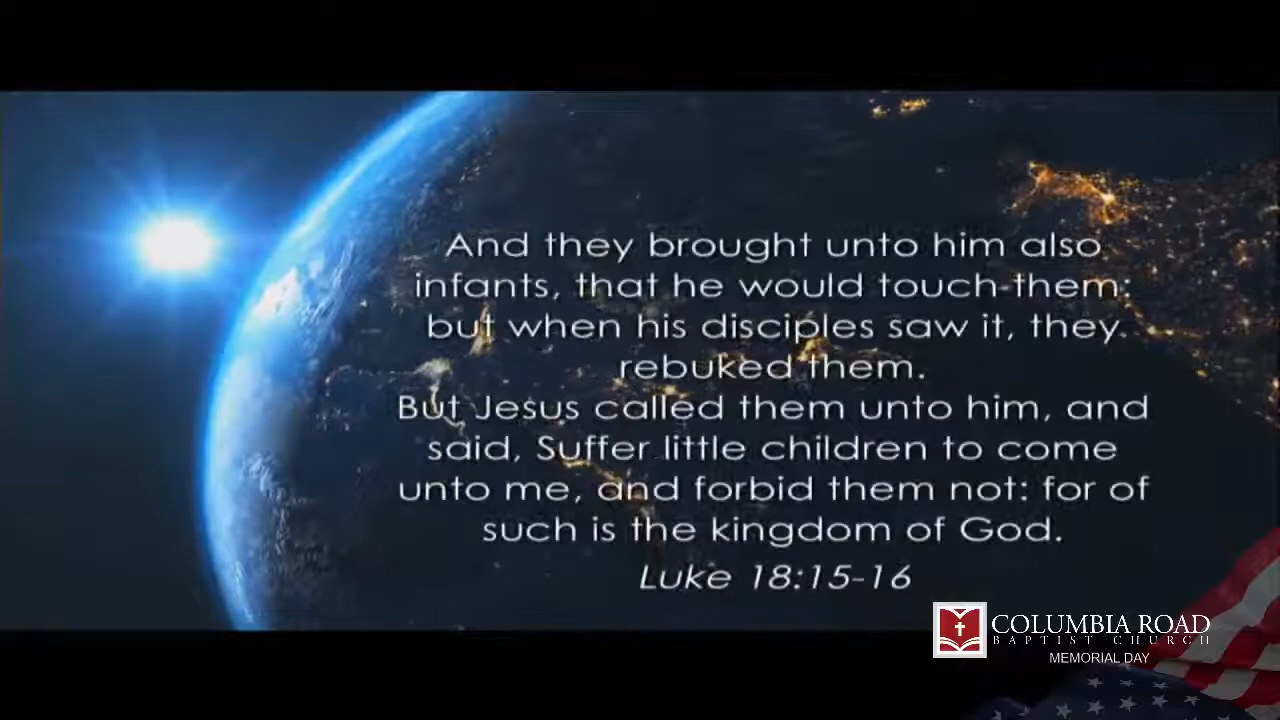 And they brought unto him also
infants, that he would touch them:
but when his disciples saw it, they
rebuked them.
But Jesus called them unto him, and
said, Suffer little children to come
unto me, and forbid them not: for of
such is the kingdom of God.
Luke 18:15-16
COLUMBIA ROAD
BAPTIST CHURCH
MEMORIAL DAY